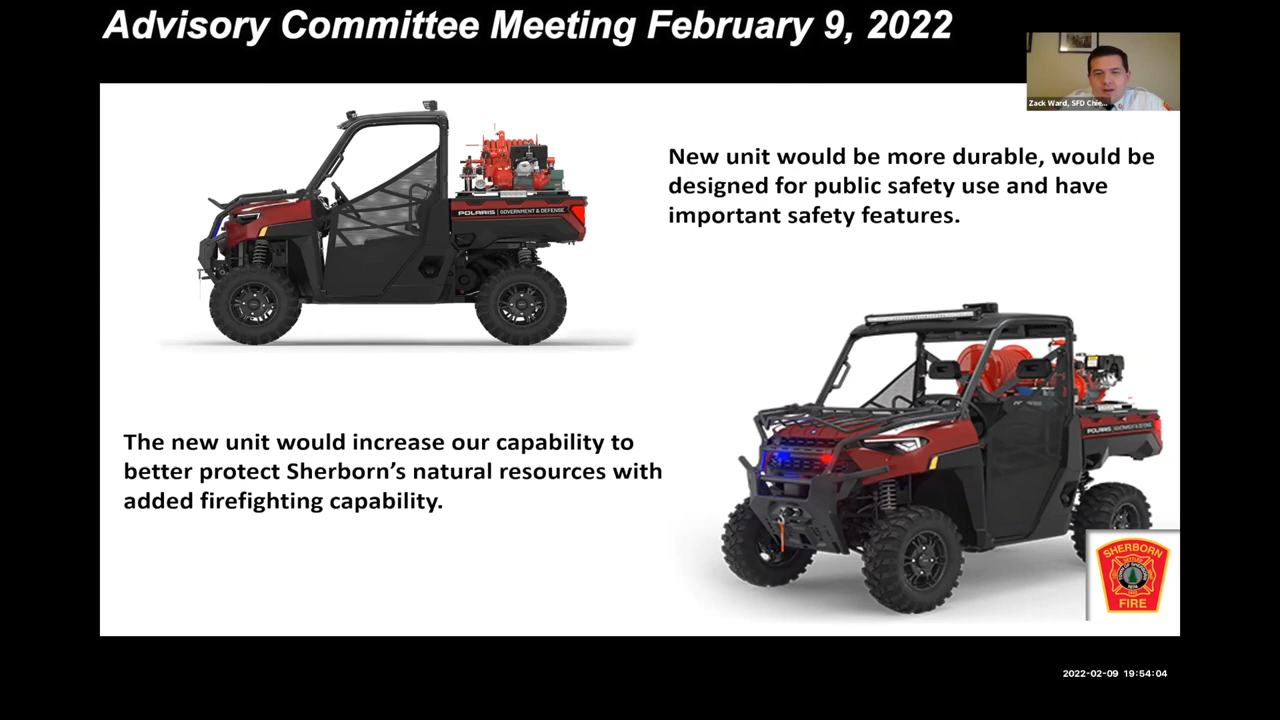 Advisory Committee Meeting February 9, 2022
Zack Ward, SFD Chie...
New unit would be more durable, would be
designed for public safety use and have
important safety features.
POLARIS | GOVERNMENT & DEFENSE
The new unit would increase our capability to
better protect Sherborn's natural resources with
added firefighting capability.
POLARIS GOVERNMENT & DEFENSE
SHERBORN
FIRE
2022-02-09 19:54:04